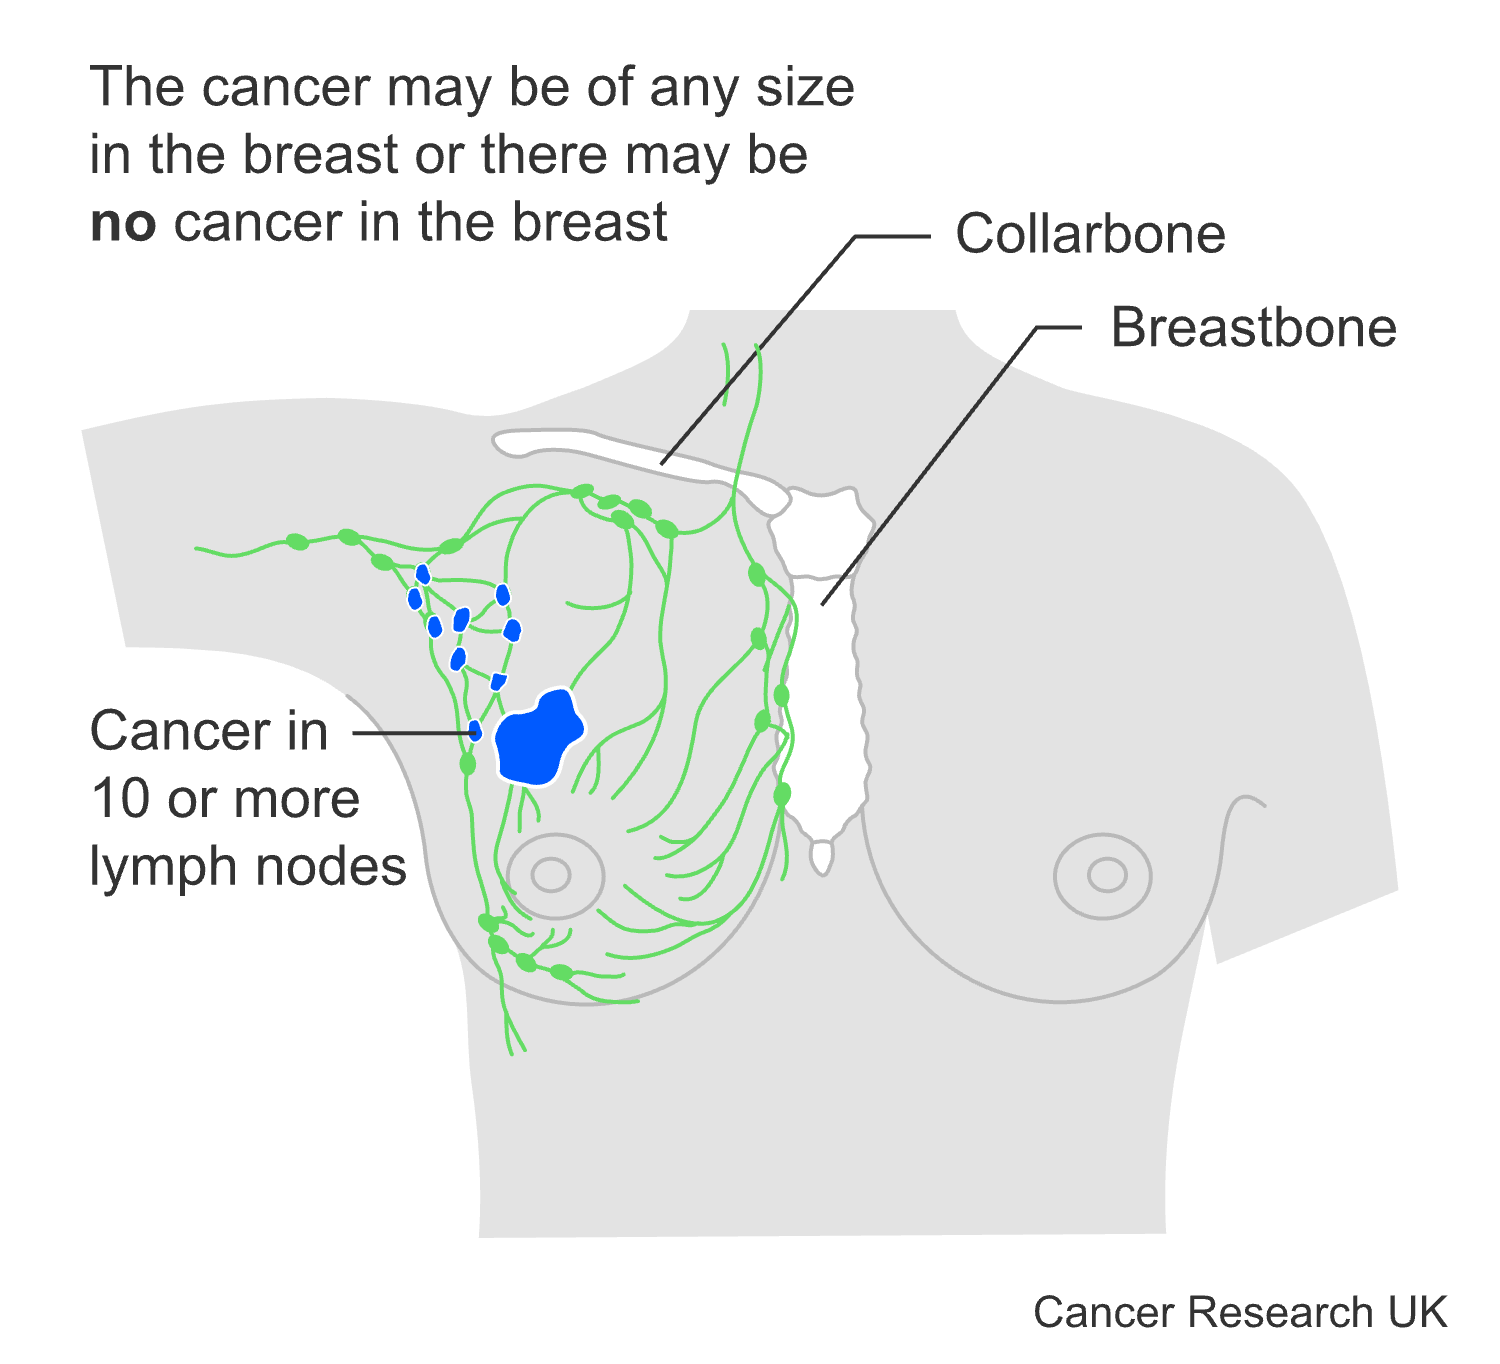 The cancer may be of any size
in the breast or there may be
no cancer in the breast
Collarbone
Breastbone
Cancer in
10 or more
lymph nodes
Cancer Research UK